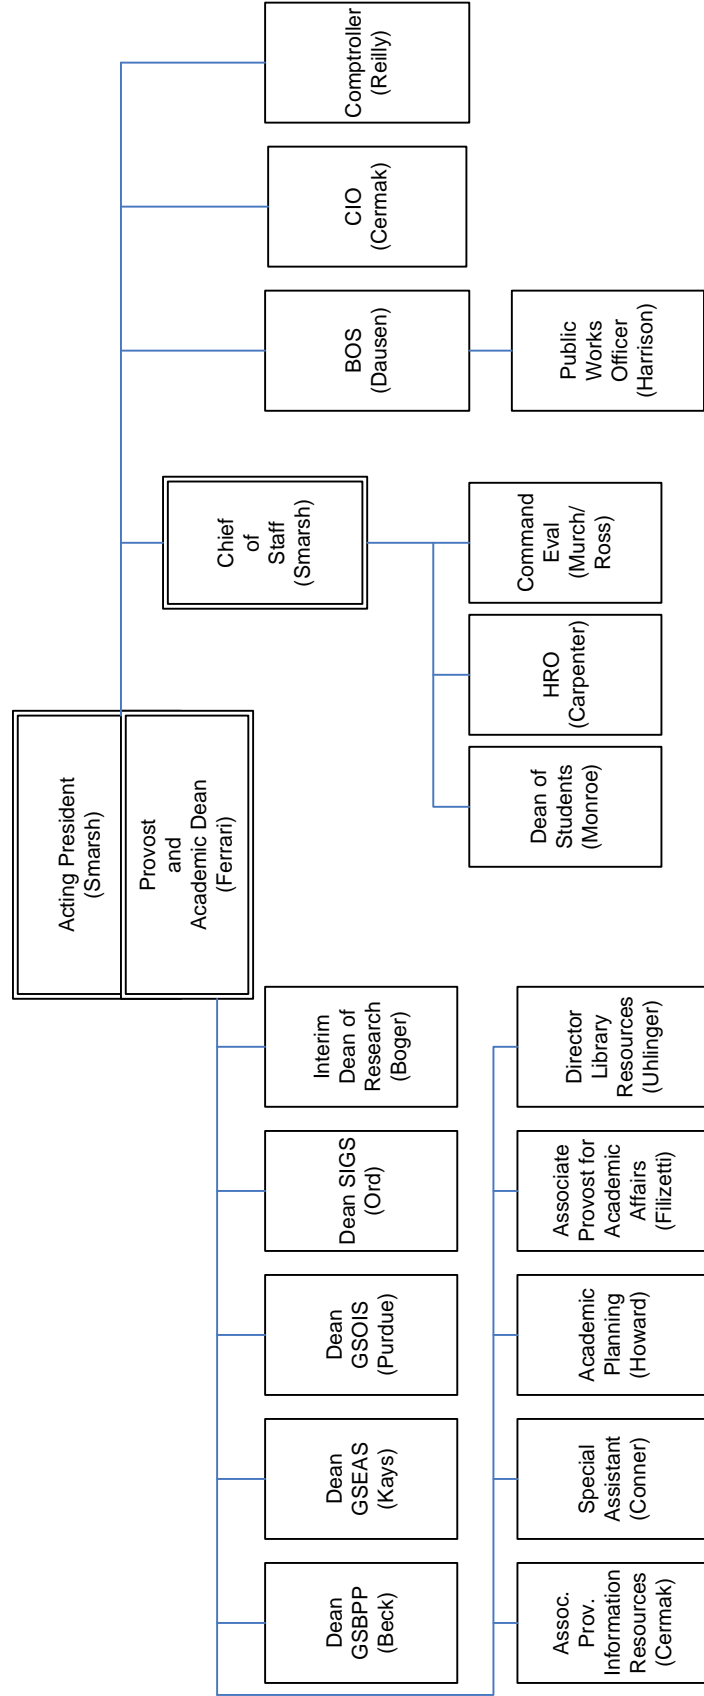 Acting President
(Smarsh)
Provost
and
Academic Dean
(Ferrari)
Chief
of
Staff
(Smarsh)
Dean
GSBPP
(Beck)
Dean
GSEAS
(Kays)
Dean
GSOIS
(Purdue)
Dean SIGS
(Ord)
Interim
Dean of
Research
(Boger)
BOS
(Dausen)
CIO
(Cermak)
Comptroller
(Reilly)
Dean of
Students
(Monroe)
HRO
(Carpenter)
Command
Eval
(Murch/
Ross)
Assoc.
Prov.
Information
Resources
(Cermak)
Special
Assistant
(Conner)
Academic
Planning
(Howard)
Associate
Provost for
Academic
Affairs
(Filizetti)
Director
Library
Resources
(Uhlinger)
Public
Works
Officer
(Harrison)